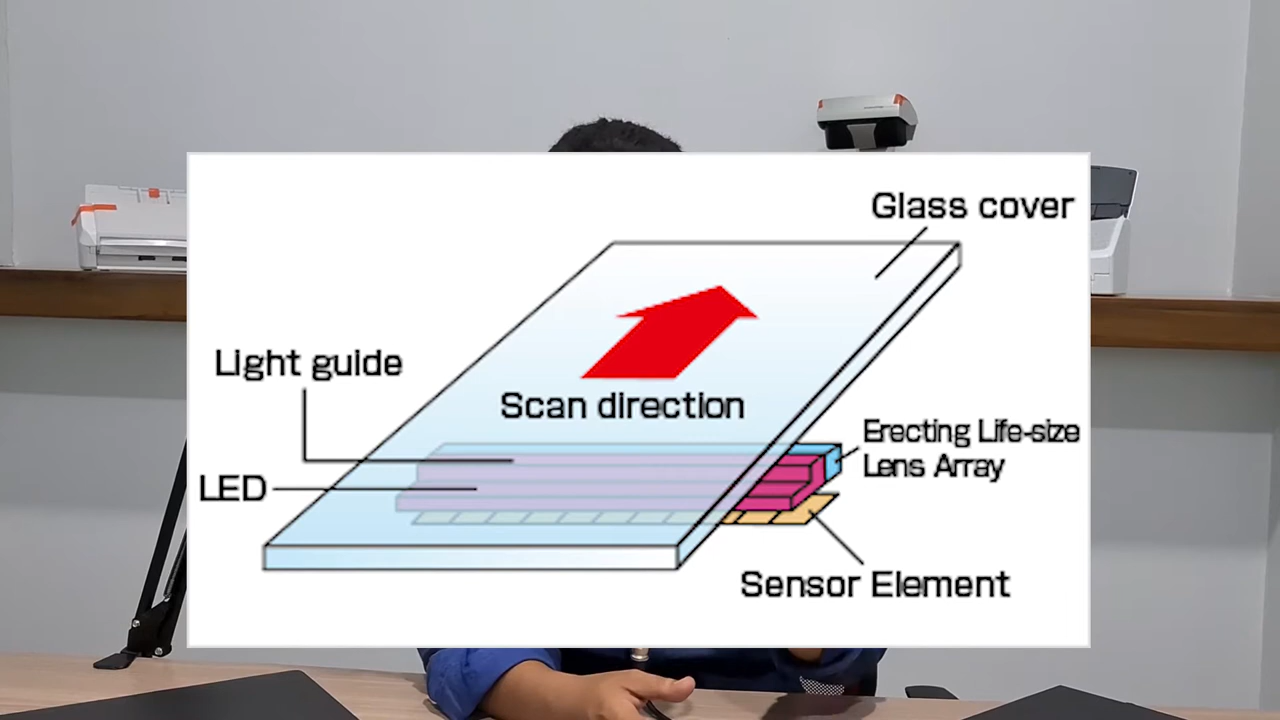 Glass cover
Light guide
Scan direction
Erecting Life-size
Lens Array
LED
Sensor Element